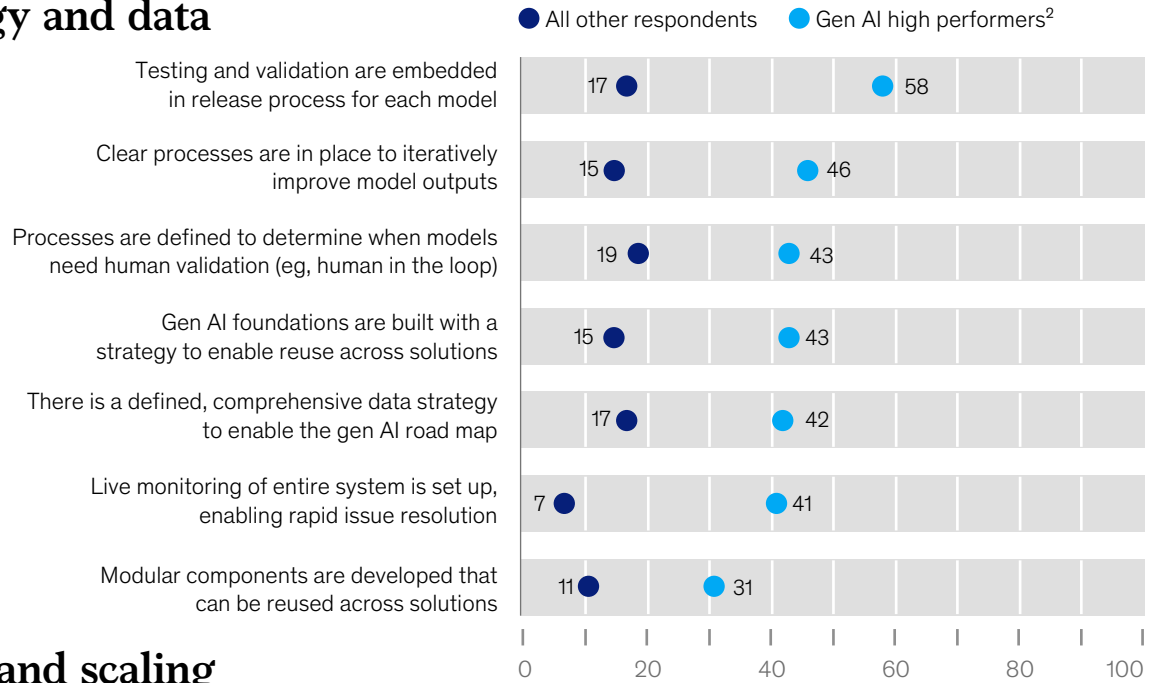 gy and data
All other respondents Gen AI high performers²
Testing and validation are embedded
in release process for each model
17 58
Clear processes are in place to iteratively
improve model outputs
15 46
Processes are defined to determine when models
need human validation (eg, human in the loop)
19 43
Gen AI foundations are built with a
strategy to enable reuse across solutions
15 43
There is a defined, comprehensive data strategy
to enable the gen AI road map
17 42
Live monitoring of entire system is set up,
enabling rapid issue resolution
7 41
Modular components are developed that
can be reused across solutions
11 31
0 20 40 60 80 100
and scaling